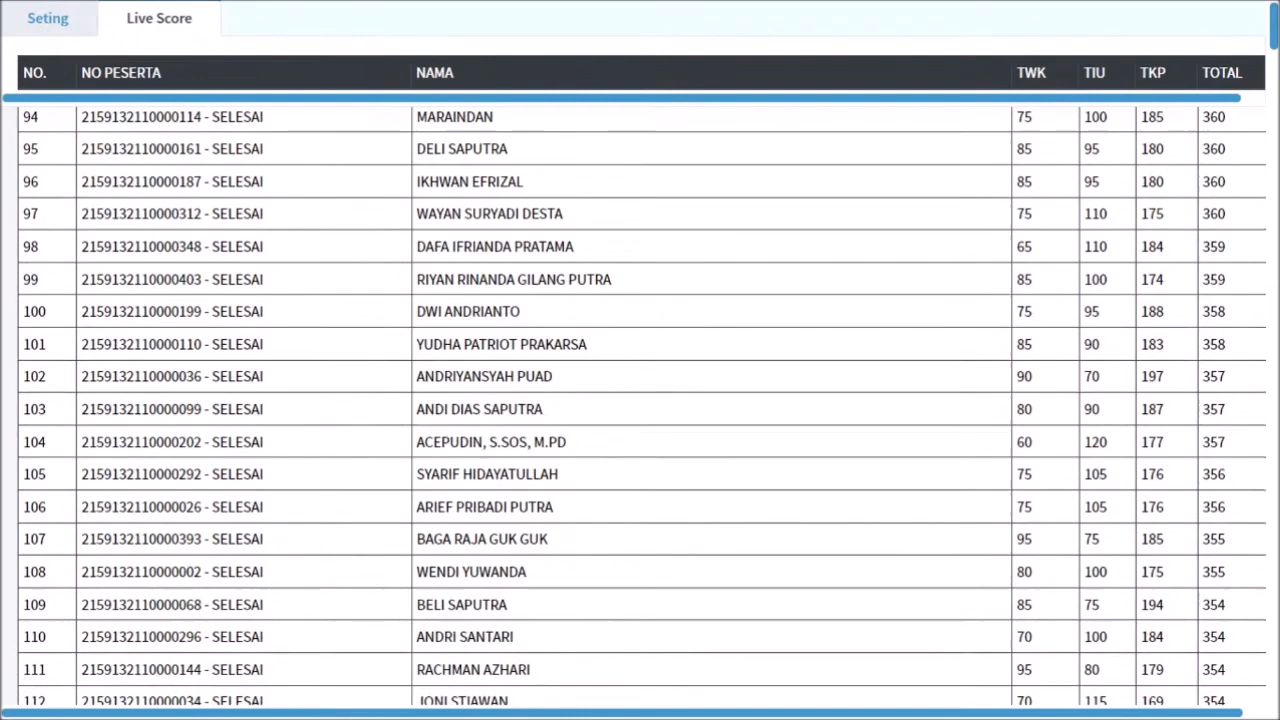 Seting Live Score
NO. NO PESERTA NAMA TWK TIU TKP TOTAL
94 2159132110000114 - SELESAI MARAINDAN 75 100 185 360
95 2159132110000161 - SELESAI DELI SAPUTRA 85 95 180 360
96 2159132110000187 - SELESAI IKHWAN EFRIZAL 85 95 180 360
97 2159132110000312 - SELESAI WAYAN SURYADI DESTA 75 110 175 360
98 2159132110000348 - SELESAI DAFA IFRIANDA PRATAMA 65 110 184 359
99 2159132110000403 - SELESAI RIYAN RINANDA GILANG PUTRA 85 100 174 359
100 2159132110000199 - SELESAI DWI ANDRIANTO 75 95 188 358
101 2159132110000110 - SELESAI YUDHA PATRIOT PRAKARSA 85 90 183 358
102 2159132110000036 - SELESAI ANDRIYANSYAH PUAD 90 70 197 357
103 2159132110000099 - SELESAI ANDI DIAS SAPUTRA 80 90 187 357
104 2159132110000202 - SELESAI ACEPUDIN, S.SOS, M.PD 60 120 177 357
105 2159132110000292 - SELESAI SYARIF HIDAYATULLAH 75 105 176 356
106 2159132110000026 - SELESAI ARIEF PRIBADI PUTRA 75 105 176 356
107 2159132110000393 - SELESAI BAGA RAJA GUK GUK 95 75 185 355
108 2159132110000002 - SELESAI WENDI YUWANDA 80 100 175 355
109 2159132110000068 - SELESAI BELI SAPUTRA 85 75 194 354
110 2159132110000296 - SELESAI ANDRI SANTARI 70 100 184 354
111 2159132110000144 - SELESAI RACHMAN AZHARI 95 80 179 354
112 2159132110000034 - SELESAI JONI STIAWAN 70 115 169 354